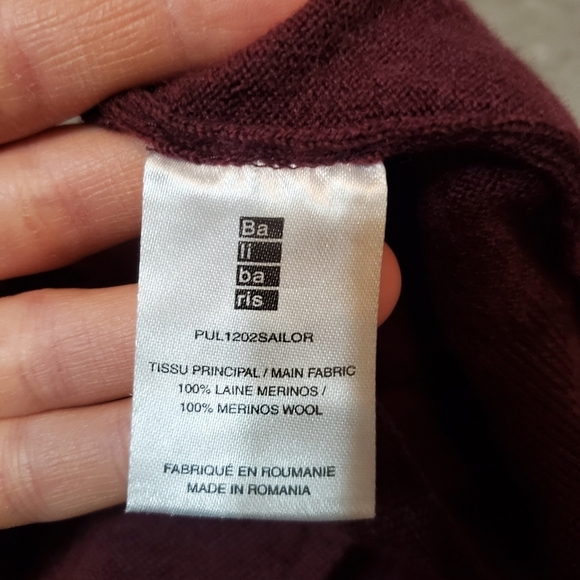 Ba
li
ba
ris
PUL1202SAILOR
TISSU PRINCIPAL / MAIN FABRIC
100% LAINE MERINOS /
100% MERINOS WOOL
FABRIQUÉ EN ROUMANIE
MADE IN ROMANIA